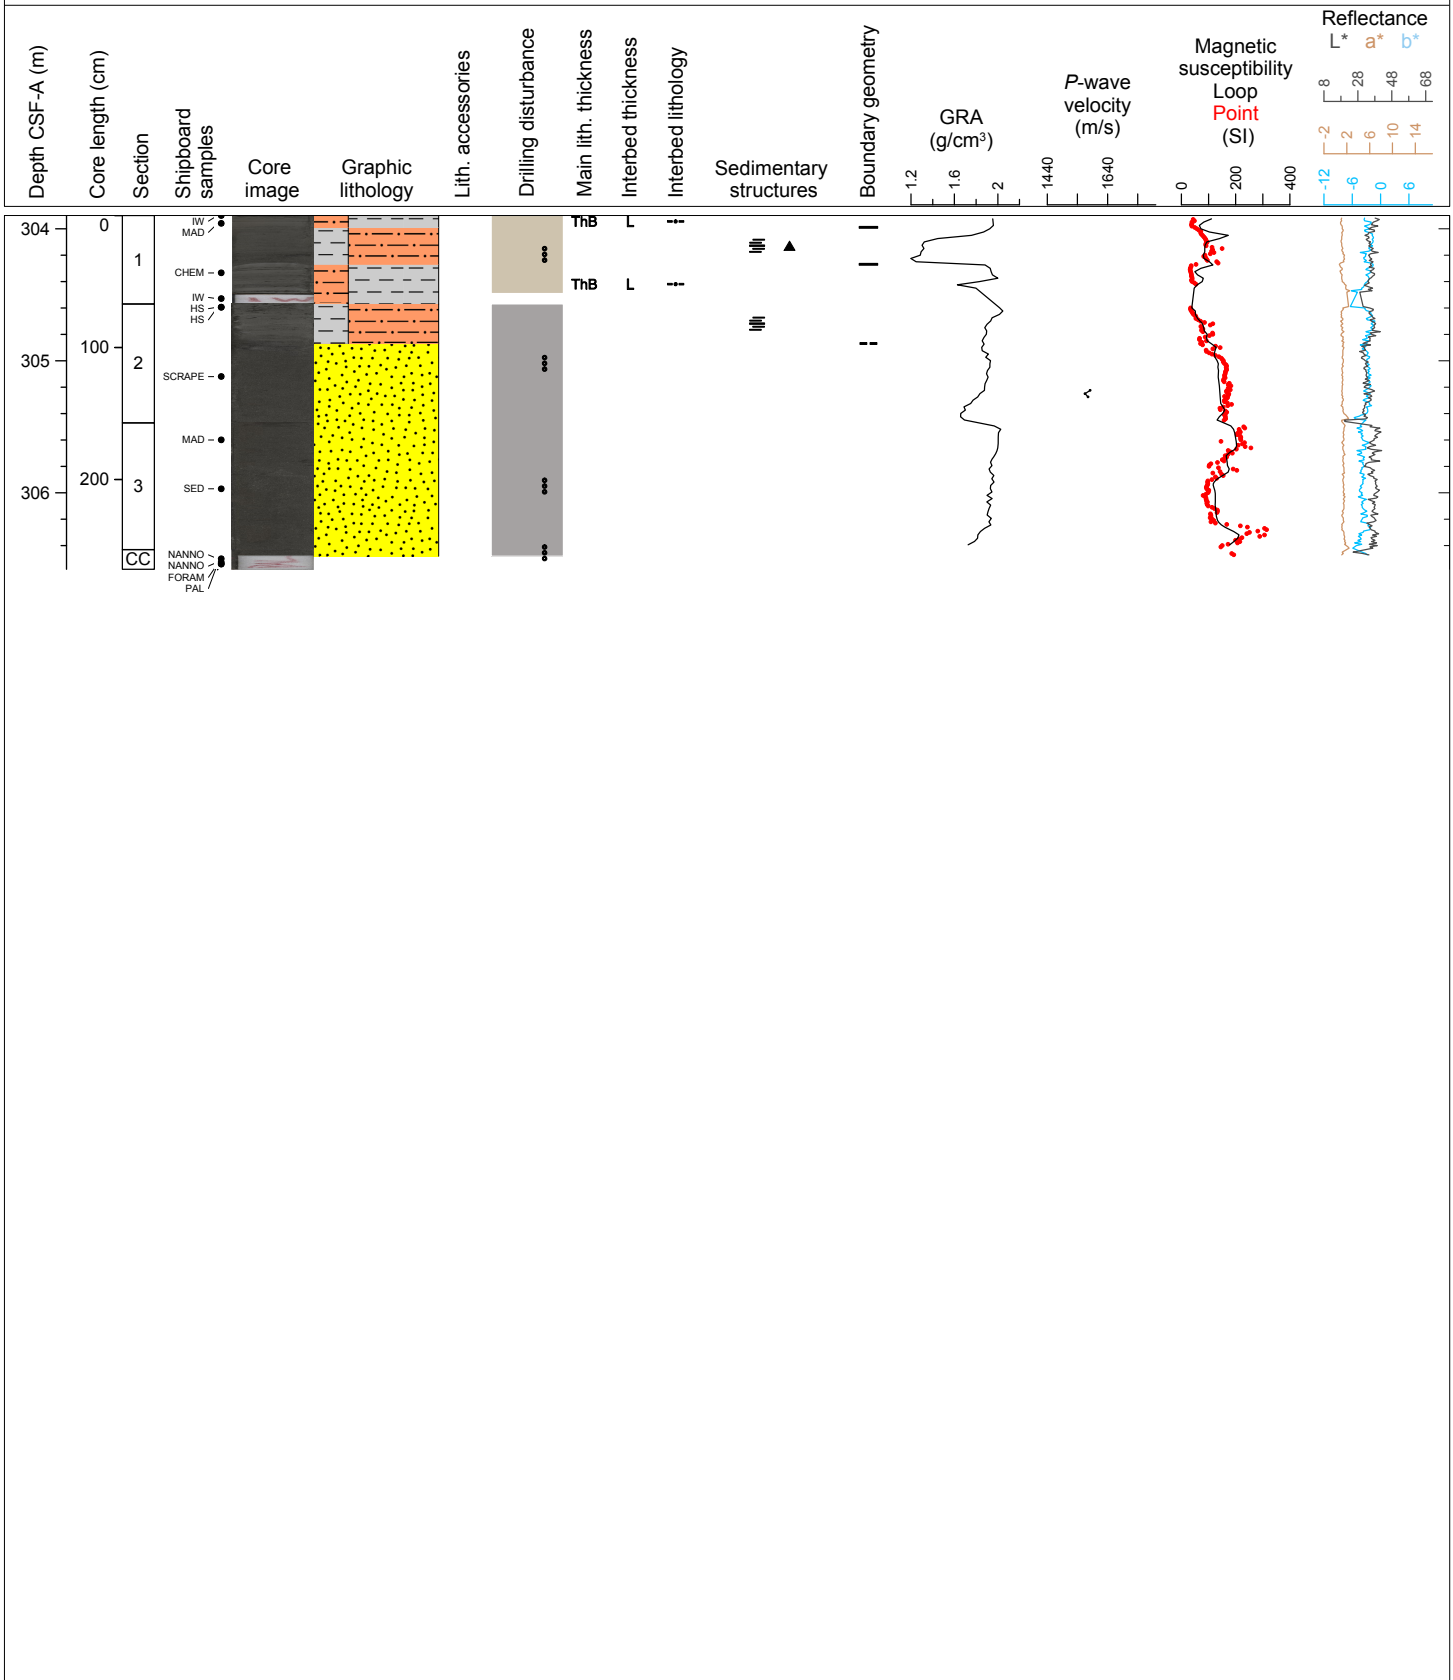 Depth CSF-A (m)
Core length (cm)
Section
Shipboard
samples
Core
image
Graphic
lithology
Lith. accessories
Drilling disturbance
Main lith. thickness
Interbed thickness
Interbed lithology
Sedimentary
structures
Boundary geometry
GRA
(g/cm³)
1.2 1.6 2
P-wave
velocity
(m/s)
1440 1640
Magnetic
susceptibility
Loop
Point
(SI)
0 200 400
Reflectance
L* a* b*
8 28 48 68
-2 2 6 10 14
-12 -6 0 6
304
305
306
0
100
200
1
2
3
CC
IW
MAD
CHEM
IW
HS
HS
SCRAPE
MAD
SED
NANNO
NANNO
FORAM
PAL
ThB L
ThB L